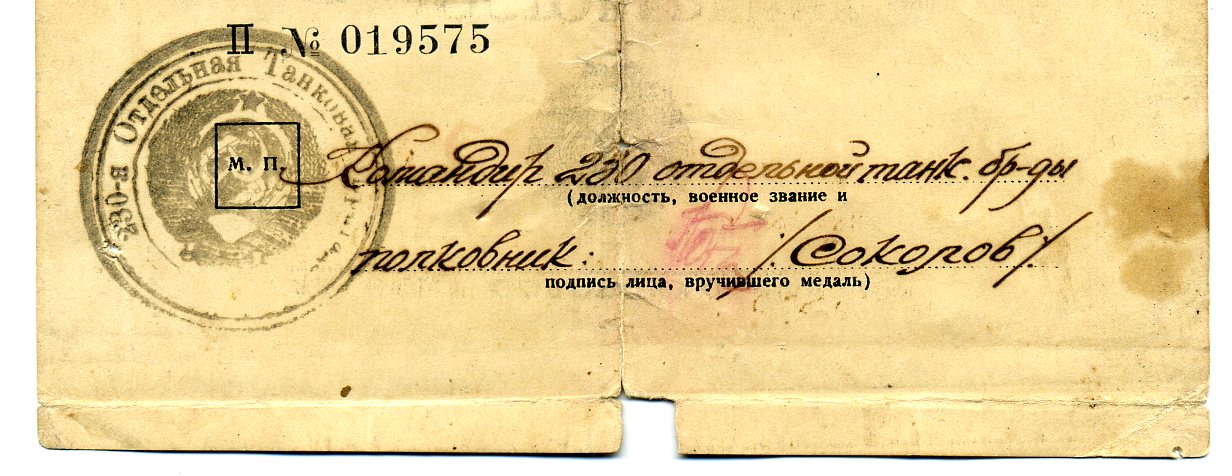 П № 019575
230-я Отдельная Танковая
М. П.
Командир 230 отдельной танк. бр-ды
(должность, военное звание и
полковник: /Соколов/.
подпись лица, вручившего медаль)